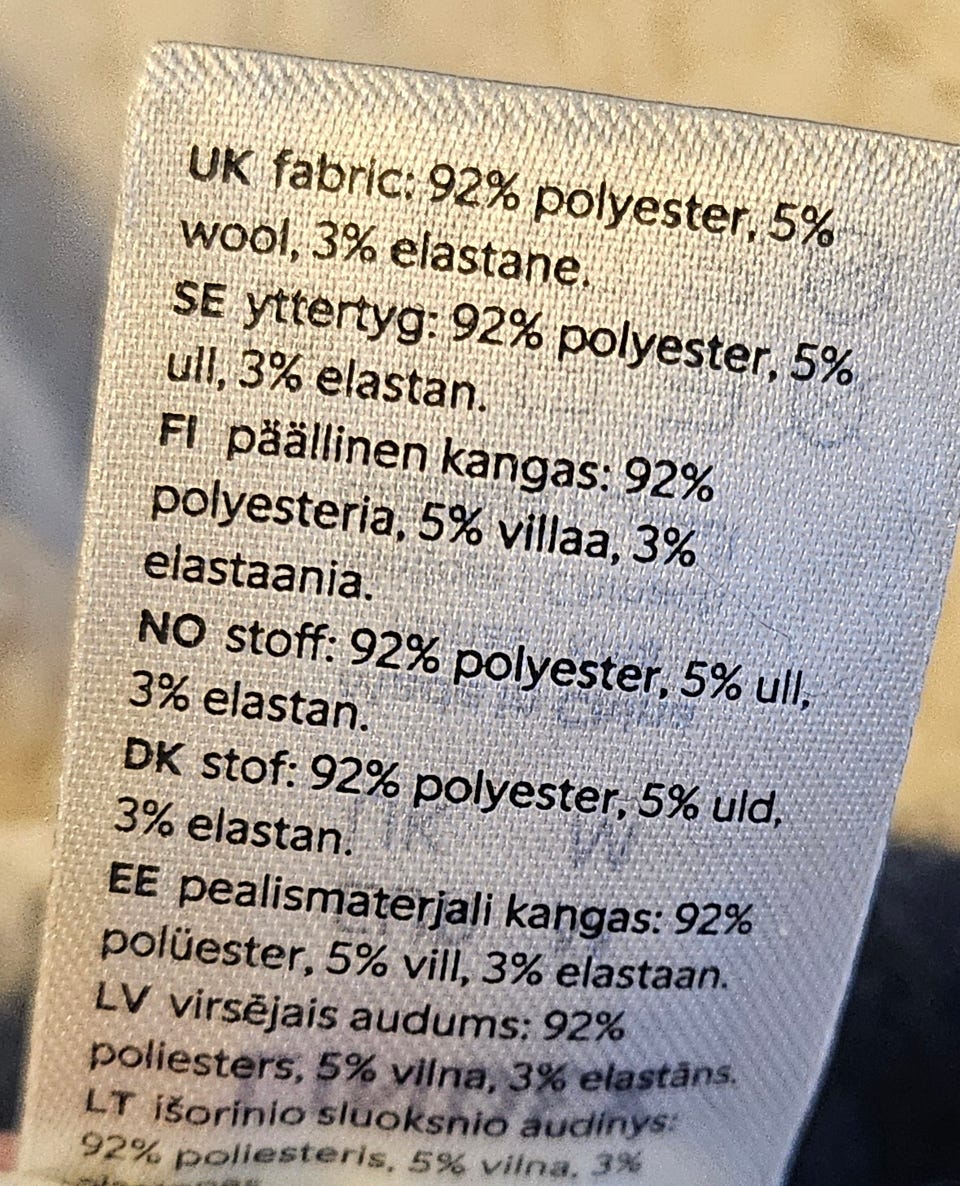 UK fabric: 92% polyester, 5%
wool, 3% elastane.
SE yttertyg: 92% polyester, 5%
ull, 3% elastan.
FI päällinen kangas: 92%
polyesteria, 5% villaa, 3%
elastaania.
NO stoff: 92% polyester, 5% ull,
3% elastan.
DK stof: 92% polyester, 5% uld,
3% elastan.
EE pealismaterjali kangas: 92%
polüester, 5% vill, 3% elastaan.
LV virsējais audums: 92%
poliesters, 5% vilna, 3% elastāns.
LT išorinio sluoksnio audinys:
92% poliesteris, 5% vilna, 3%